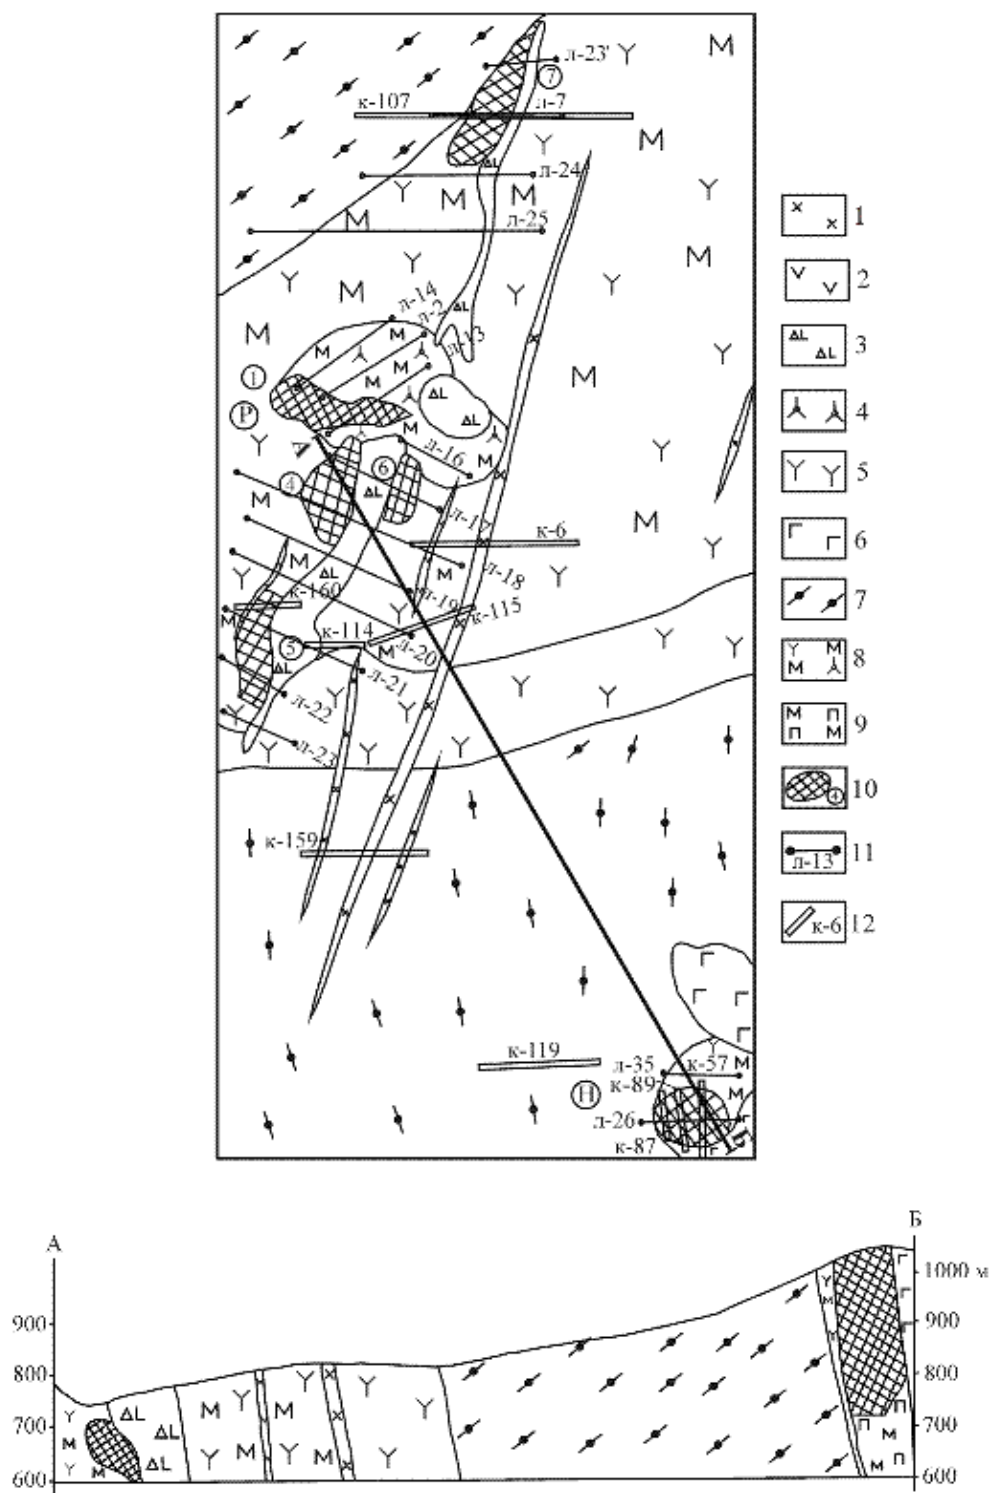 л-23'
7
к-107
л-7
л-24
л-25
л-14
л-2
л-13
1
Р
А
л-16
6
4
л-17
к-6
л-18
к-160
л-19
к-115
к-114
5
л-20
л-21
л-22
л-23
к-159
к-119
л-35
к-57
к-89
Н
л-26
к-87
Б
1
2
3
4
5
6
7
8
9
4 10
л-13 11
к-6 12
А
Б
1000 м
900
900
800
800
700
700
600
600